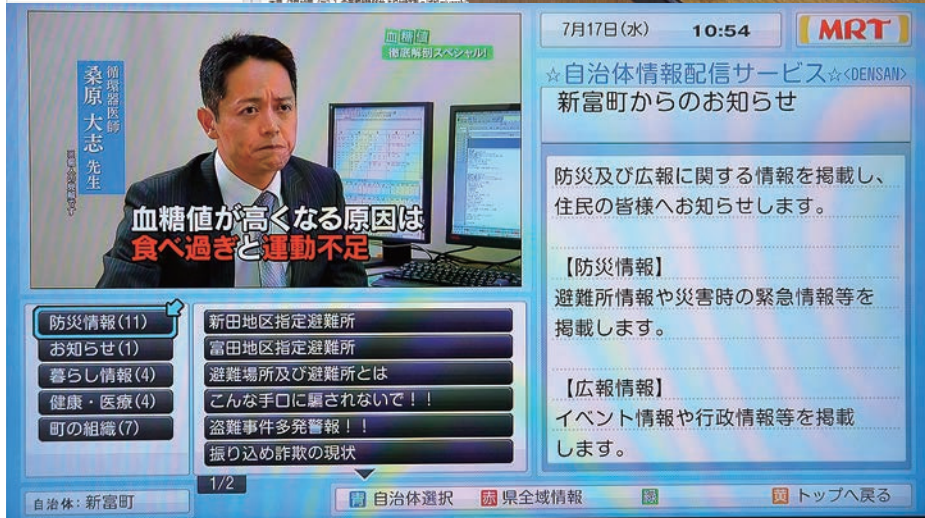 血糖値
徹底解剖スペシャル!
循環器医師
桑原 大志 先生
※個人の見解です
血糖値が高くなる原因は
食べ過ぎと運動不足
7月17日(水) 10:54
MRT
☆自治体情報配信サービス☆<DENSAN>
新富町からのお知らせ
防災及び広報に関する情報を掲載し、
住民の皆様へお知らせします。
【防災情報】
避難所情報や災害時の緊急情報等を
掲載します。
【広報情報】
イベント情報や行政情報等を掲載
します。
防災情報(11)
お知らせ(1)
暮らし情報(4)
健康・医療(4)
町の組織(7)
新田地区指定避難所
富田地区指定避難所
避難場所及び避難所とは
こんな手口に騙されないで!!
盗難事件多発警報!!
振り込め詐欺の現状
1/2
自治体:新富町
青 自治体選択 赤 県全域情報 緑 黄 トップへ戻る